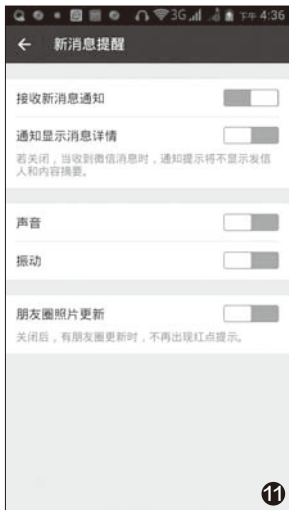 3G 下午 4:36
新消息提醒
接收新消息通知
通知显示消息详情
若关闭，当收到微信消息时，通知提示将不显示发信
人和内容摘要。
声音
振动
朋友圈照片更新
关闭后，有朋友圈更新时，不再出现红点提示。
11